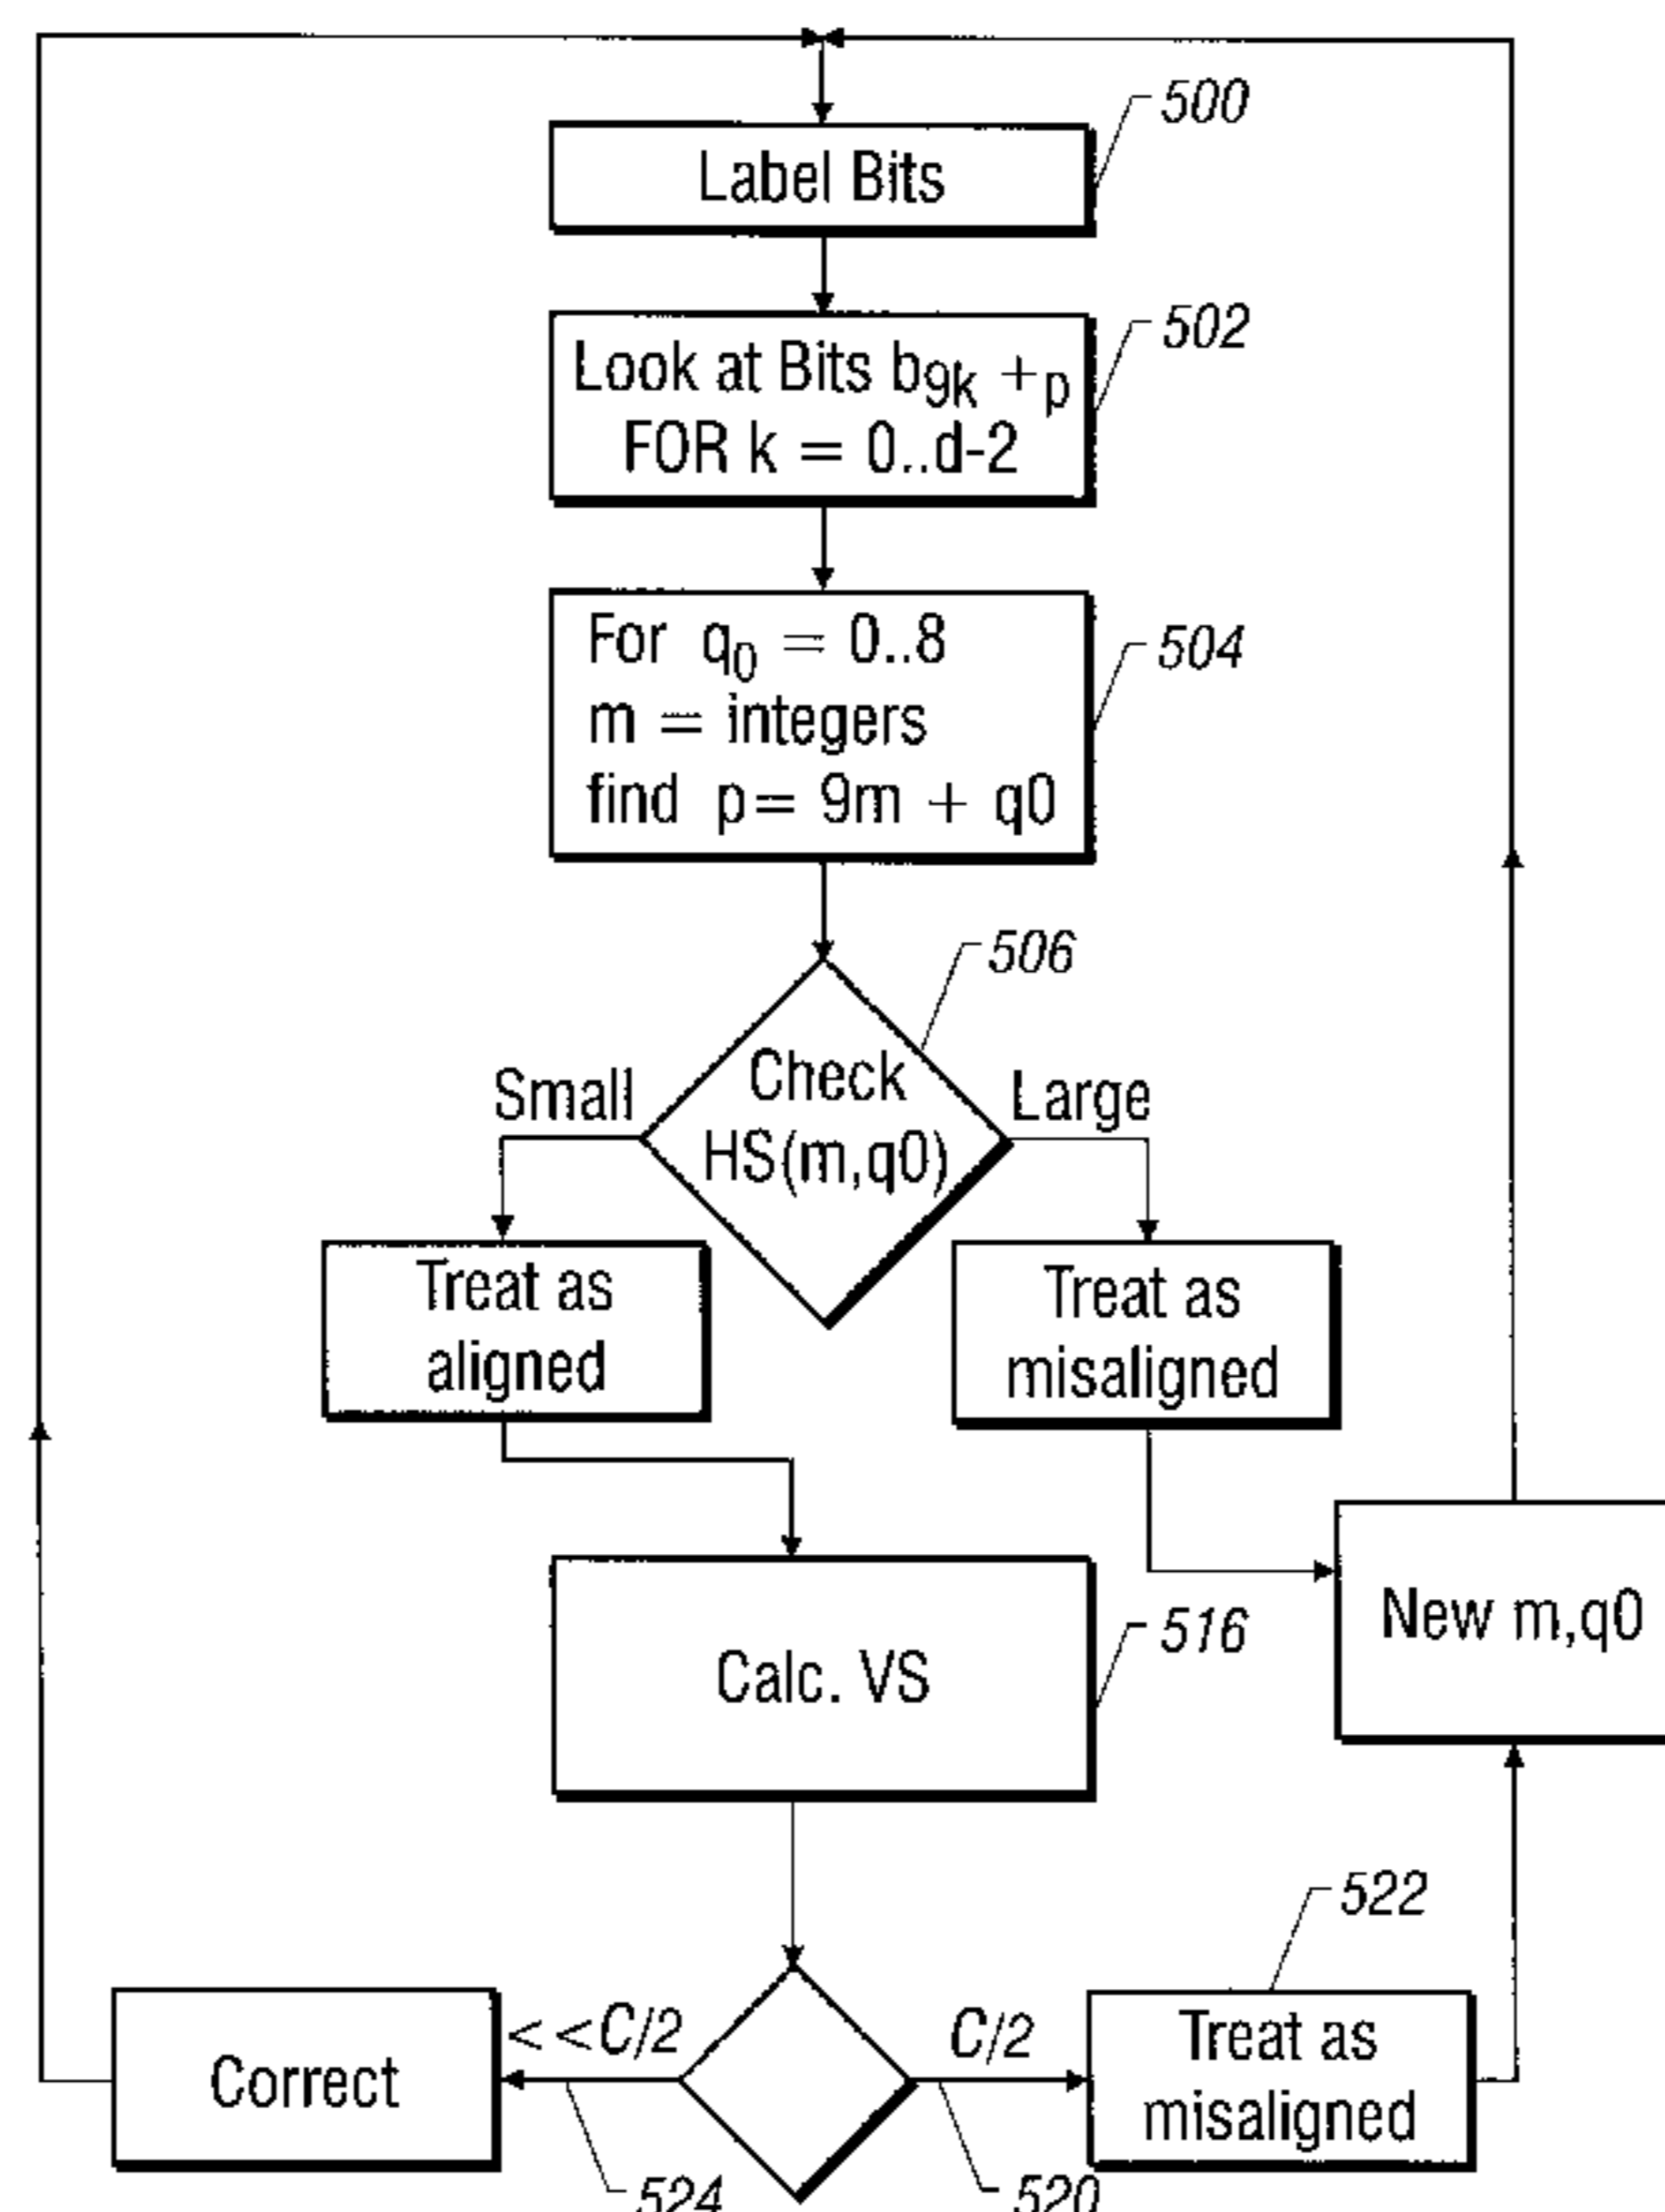 500
Label Bits
502
Look at Bits b9k +p
FOR k = 0..d-2
504
For q0 = 0..8
m = integers
find p= 9m + q0
506
Check
HS(m,q0)
Small
Large
Treat as
aligned
Treat as
misaligned
New m,q0
516
Calc. VS
522
<<C/2
C/2
Correct
Treat as
misaligned
524
520